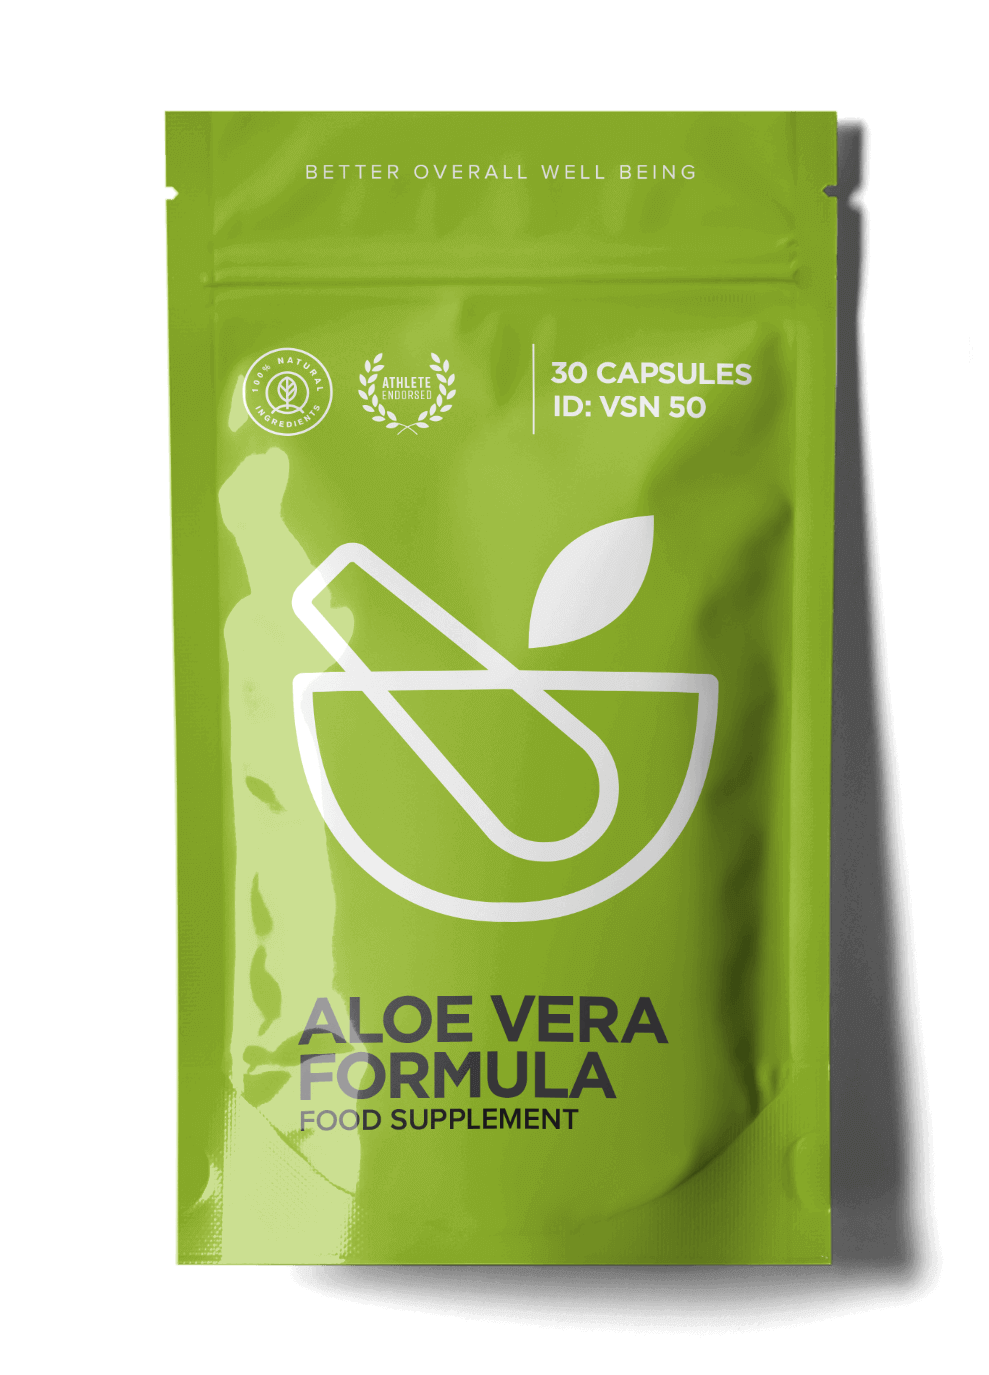 BETTER OVERALL WELL BEING
100% NATURAL
INGREDIENTS
ATHLETE
ENDORSED
30 CAPSULES
ID: VSN 50
ALOE VERA
FORMULA
FOOD SUPPLEMENT